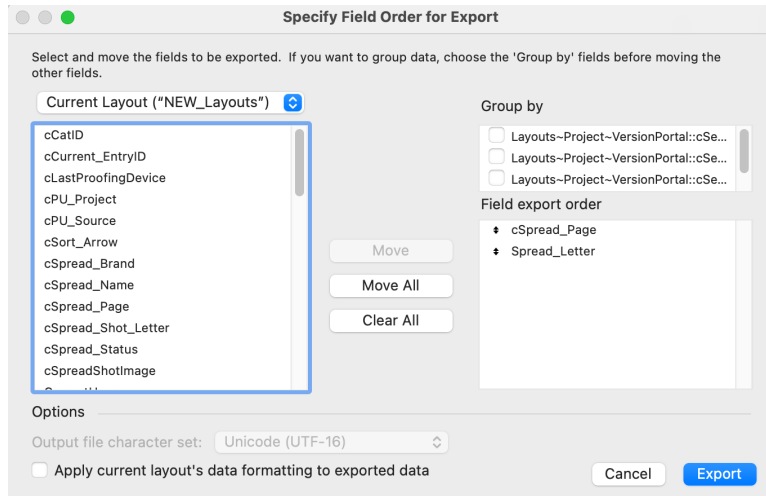 Specify Field Order for Export
Select and move the fields to be exported. If you want to group data, choose the 'Group by' fields before moving the
other fields.
Current Layout (“NEW_Layouts”)
cCatID
cCurrent_EntryID
cLastProofingDevice
cPU_Project
cPU_Source
cSort_Arrow
cSpread_Brand
cSpread_Name
cSpread_Page
cSpread_Shot_Letter
cSpread_Status
cSpreadShotImage
Move
Move All
Clear All
Group by
Layouts~Project~VersionPortal::cSe...
Layouts~Project~VersionPortal::cSe...
Layouts~Project~VersionPortal::cSe...
Field export order
cSpread_Page
Spread_Letter
Options
Output file character set: Unicode (UTF-16)
Apply current layout's data formatting to exported data
Cancel
Export